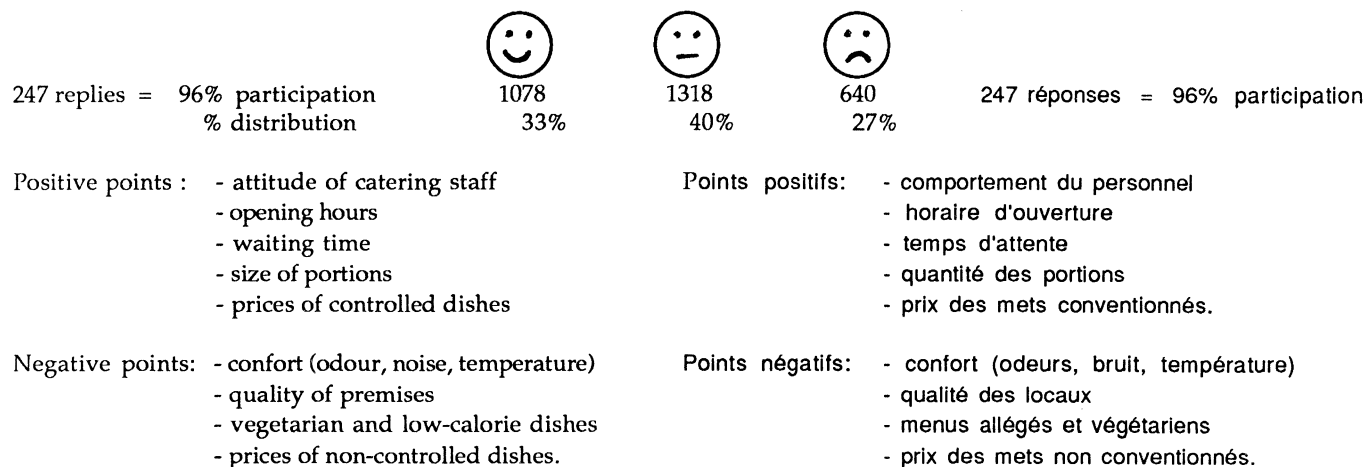 247 replies = 96% participation 1078 1318 640 247 réponses = 96% participation
% distribution 33% 40% 27%
Positive points : - attitude of catering staff
- opening hours
- waiting time
- size of portions
- prices of controlled dishes
Points positifs: - comportement du personnel
- horaire d'ouverture
- temps d'attente
- quantité des portions
- prix des mets conventionnés.
Negative points: - confort (odour, noise, temperature)
- quality of premises
- vegetarian and low-calorie dishes
- prices of non-controlled dishes.
Points négatifs: - confort (odeurs, bruit, température)
- qualité des locaux
- menus allégés et végétariens
- prix des mets non conventionnés.